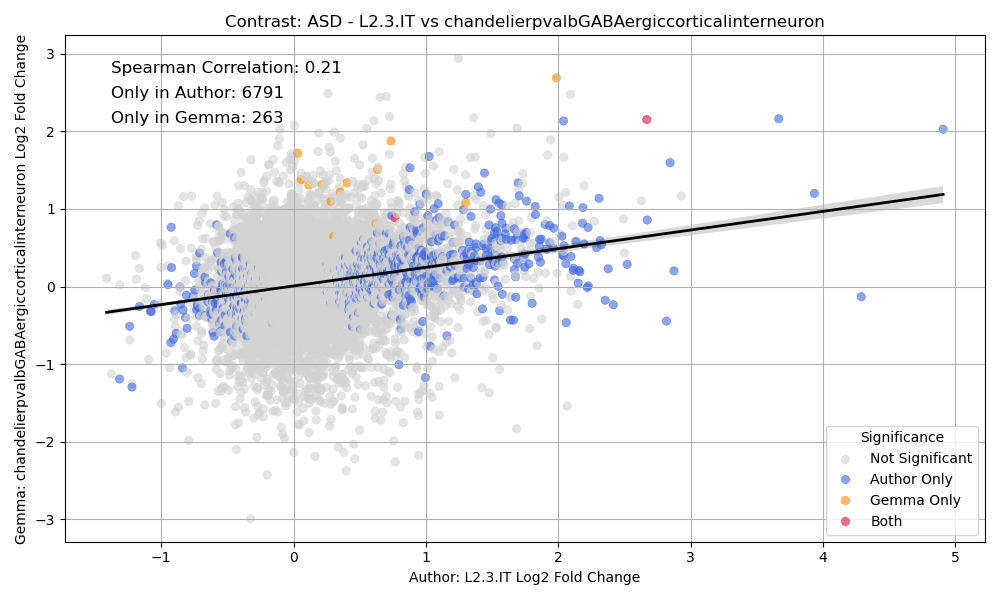 Contrast: ASD - L2.3.IT vs chandelierpvalbGABAergiccorticalinterneuron
Gemma: chandelierpvalbGABAergiccorticalinterneuron Log2 Fold Change
3
2
1
0
−1
−2
−3
Spearman Correlation: 0.21
Only in Author: 6791
Only in Gemma: 263
Significance
Not Significant
Author Only
Gemma Only
Both
−1
0
1
2
3
4
5
Author: L2.3.IT Log2 Fold Change